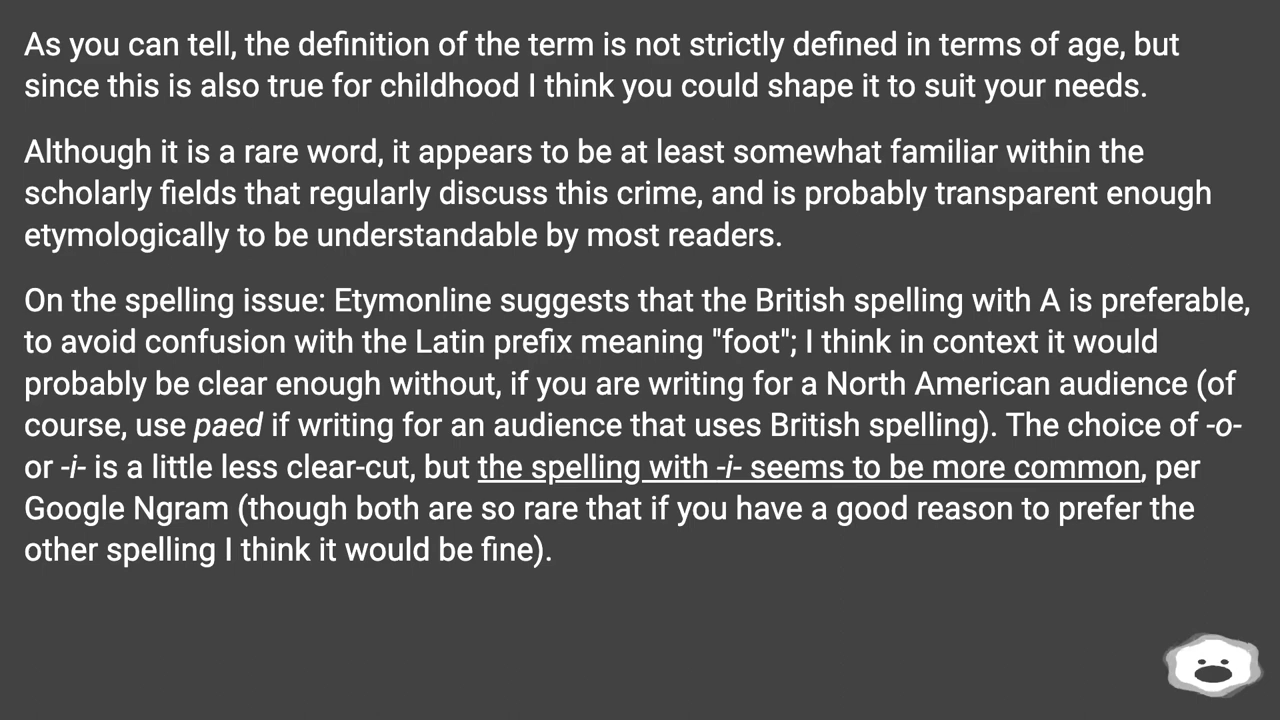 As you can tell, the definition of the term is not strictly defined in terms of age, but
since this is also true for childhood I think you could shape it to suit your needs.
Although it is a rare word, it appears to be at least somewhat familiar within the
scholarly fields that regularly discuss this crime, and is probably transparent enough
etymologically to be understandable by most readers.
On the spelling issue: Etymonline suggests that the British spelling with A is preferable,
to avoid confusion with the Latin prefix meaning "foot"; I think in context it would
probably be clear enough without, if you are writing for a North American audience (of
course, use paed if writing for an audience that uses British spelling). The choice of -o-
or -i- is a little less clear-cut, but the spelling with -i- seems to be more common, per
Google Ngram (though both are so rare that if you have a good reason to prefer the
other spelling I think it would be fine).